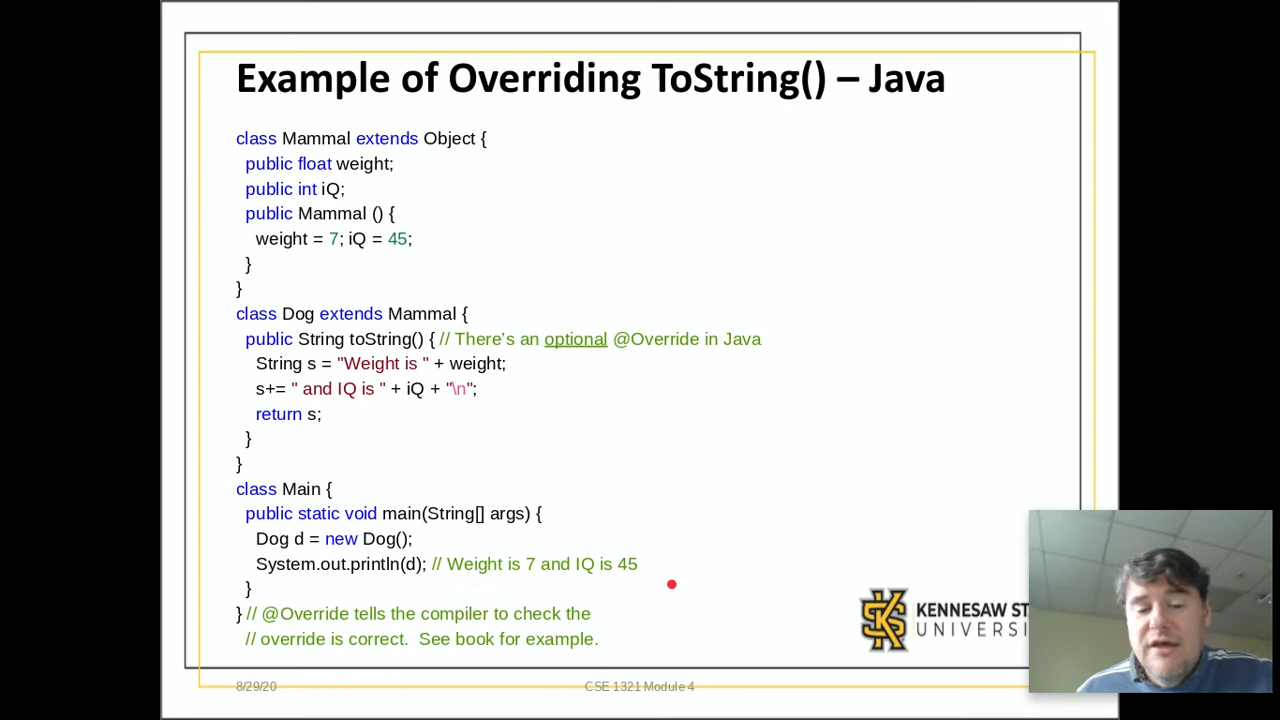 Example of Overriding ToString() – Java
class Mammal extends Object {
public float weight;
public int iQ;
public Mammal () {
weight = 7; iQ = 45;
}
}
class Dog extends Mammal {
public String toString() { // There's an optional @Override in Java
String s = "Weight is " + weight;
s+= " and IQ is " + iQ + "\n";
return s;
}
}
class Main {
public static void main(String[] args) {
Dog d = new Dog();
System.out.println(d); // Weight is 7 and IQ is 45
}
} // @Override tells the compiler to check the
// override is correct.  See book for example.
KENNESAW ST
UNIVERSI
8/29/20
CSE 1321 Module 4